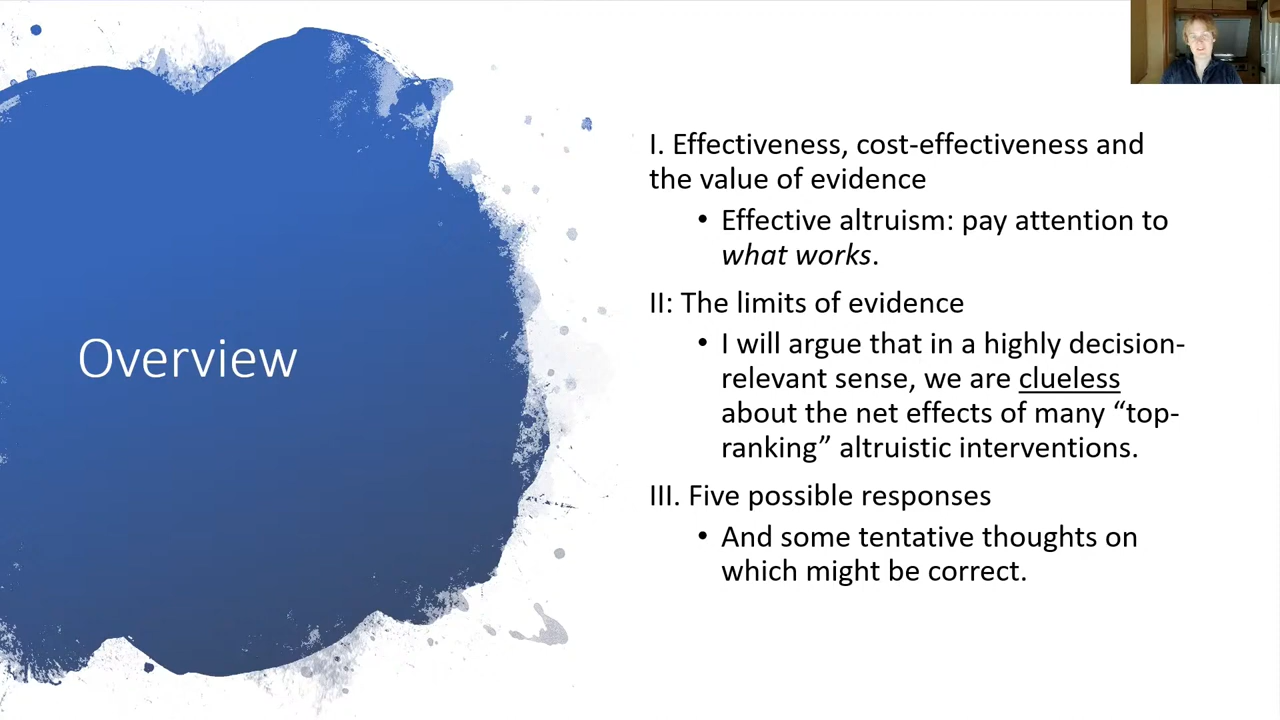 Overview
I. Effectiveness, cost-effectiveness and
the value of evidence
• Effective altruism: pay attention to
what works.
II: The limits of evidence
• I will argue that in a highly decision-
relevant sense, we are clueless
about the net effects of many “top-
ranking” altruistic interventions.
III. Five possible responses
• And some tentative thoughts on
which might be correct.